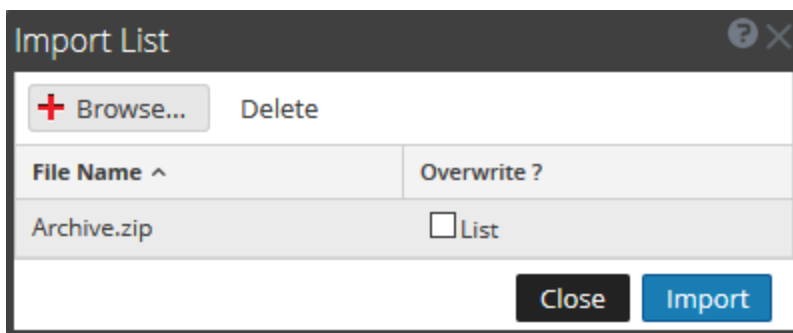 Import List
Browse... Delete
File Name Overwrite ?
Archive.zip List
Close Import